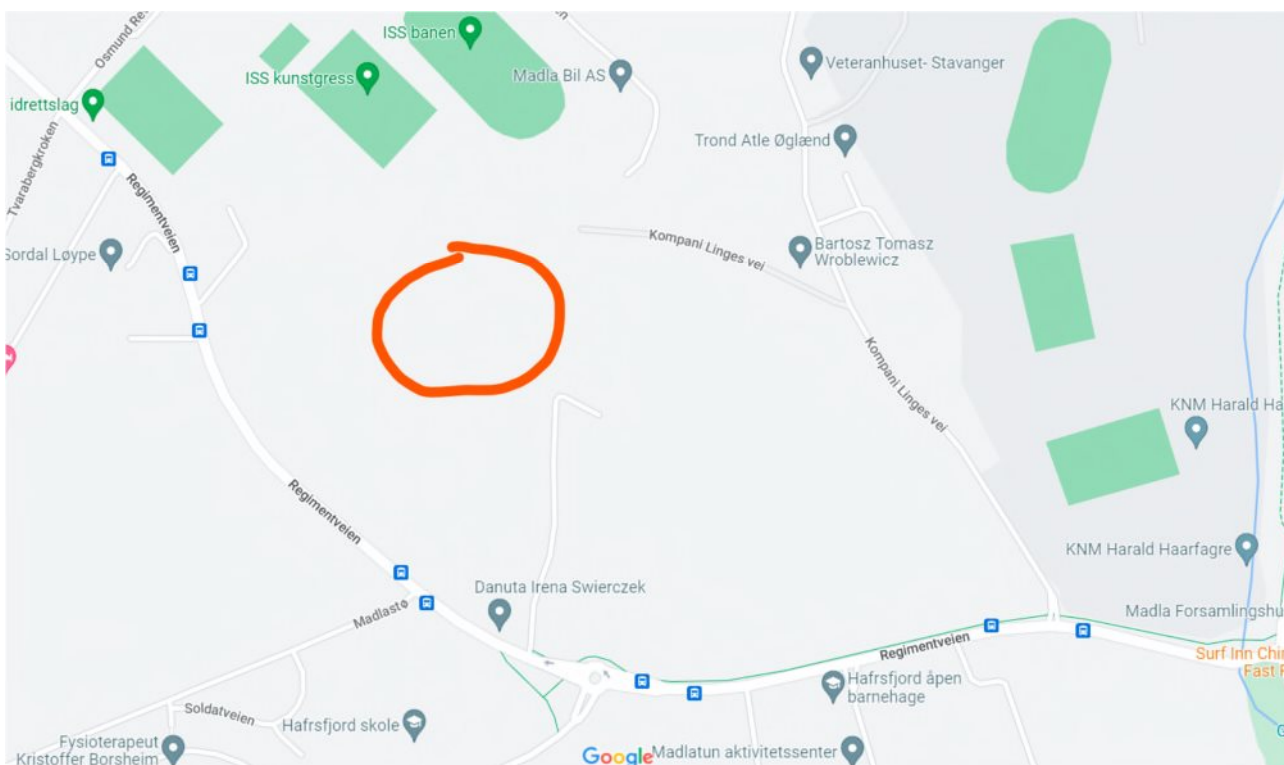 ISS banen
Osmund Re
en
Madla Bil AS
ISS kunstgress
Veteranhuset- Stavanger
idrettslag
Trond Atle Øglænd
Tvarabergkroken
Regimentveien
Sordal Løype
Kompani Linges vei
Bartosz Tomasz
Wroblewicz
Kompani Linges vei
KNM Harald Ha
Regimentveien
KNM Harald Haarfagre
Danuta Irena Swierczek
Madlastø
Madla Forsamlingshu
Regimentveien
Surf Inn Chin
Fast F
Hafrsfjord åpen
barnehage
Soldatveien
Hafrsfjord skole
Fysioterapeut
Kristoffer Borsheim
Google
Madlatun aktivitetssenter